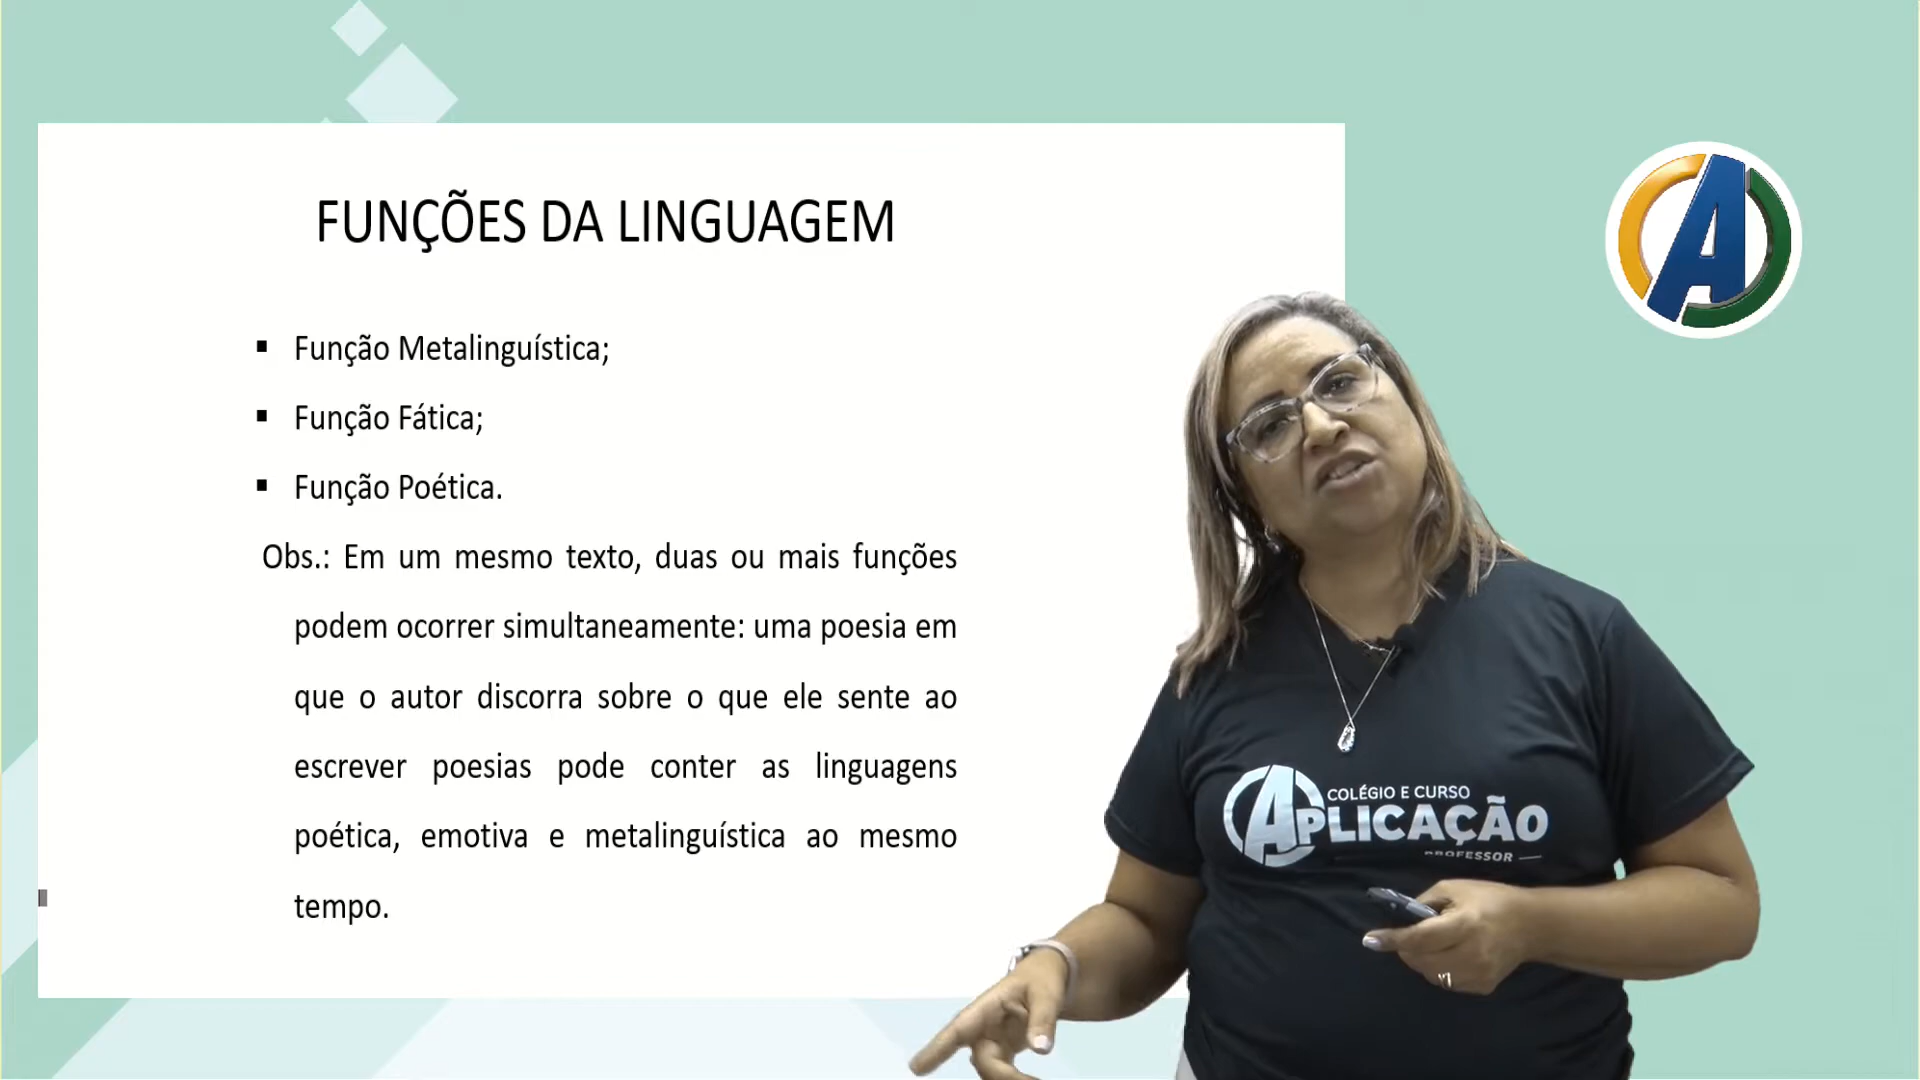 FUNÇÕES DA LINGUAGEM
▪ Função Metalinguística;
▪ Função Fática;
▪ Função Poética.
Obs.: Em um mesmo texto, duas ou mais funções
podem ocorrer simultaneamente: uma poesia em
que o autor discorra sobre o que ele sente ao
escrever poesias pode conter as linguagens
poética, emotiva e metalinguística ao mesmo
tempo.
A
COLÉGIO E CURSO
APLICAÇÃO
PROFESSOR